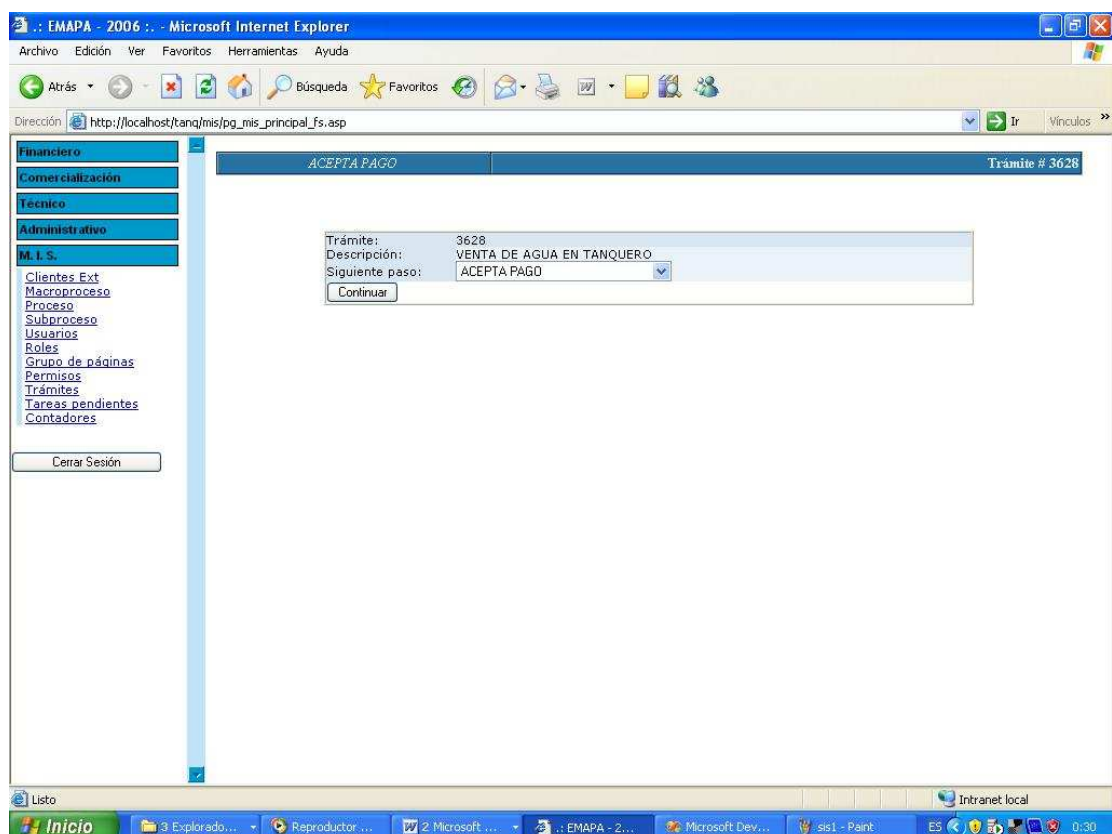 .: EMAPA - 2006 :. - Microsoft Internet Explorer
Archivo Edición Ver Favoritos Herramientas Ayuda
Atrás Búsqueda Favoritos
Dirección http://localhost/tanq/mis/pg_mis_principal_fs.asp Ir Vínculos »
Financiero
Comercialización
Técnico
Administrativo
M. I. S.
Clientes Ext
Macroproceso
Proceso
Subproceso
Usuarios
Roles
Grupo de páginas
Permisos
Trámites
Tareas pendientes
Contadores
Cerrar Sesión
ACEPTA PAGO Trámite # 3628
Trámite: 3628
Descripción: VENTA DE AGUA EN TANQUERO
Siguiente paso: ACEPTA PAGO
Continuar
Listo Intranet local
Inicio 3 Explorado... Reproductor ... 2 Microsoft ... .: EMAPA - 2... Microsoft Dev... sis1 - Paint ES 0:30